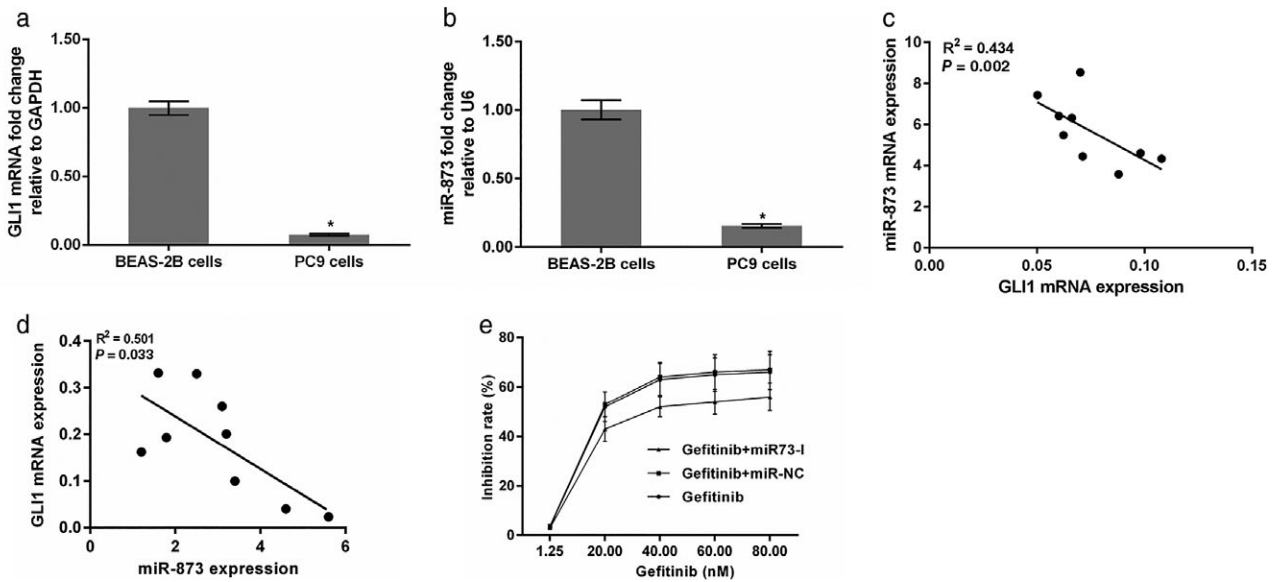 a
GLI1 mRNA fold change
relative to GAPDH
1.50
1.00
0.50
0.00
*
BEAS-2B cells
PC9 cells
b
miR-873 fold change
relative to U6
1.50
1.00
0.50
0.00
*
BEAS-2B cells
PC9 cells
c
miR-873 mRNA expression
R² = 0.434
P = 0.002
10
8
6
4
2
0
0.00
0.05
0.10
0.15
GLI1 mRNA expression
d
GLI1 mRNA expression
R² = 0.501
P = 0.033
0.4
0.3
0.2
0.1
0.0
0
2
4
6
miR-873 expression
e
Inhibition rate (%)
80
60
40
20
0
Gefitinib+miR73-I
Gefitinib+miR-NC
Gefitinib
1.25
20.00
40.00
60.00
80.00
Gefitinib (nM)